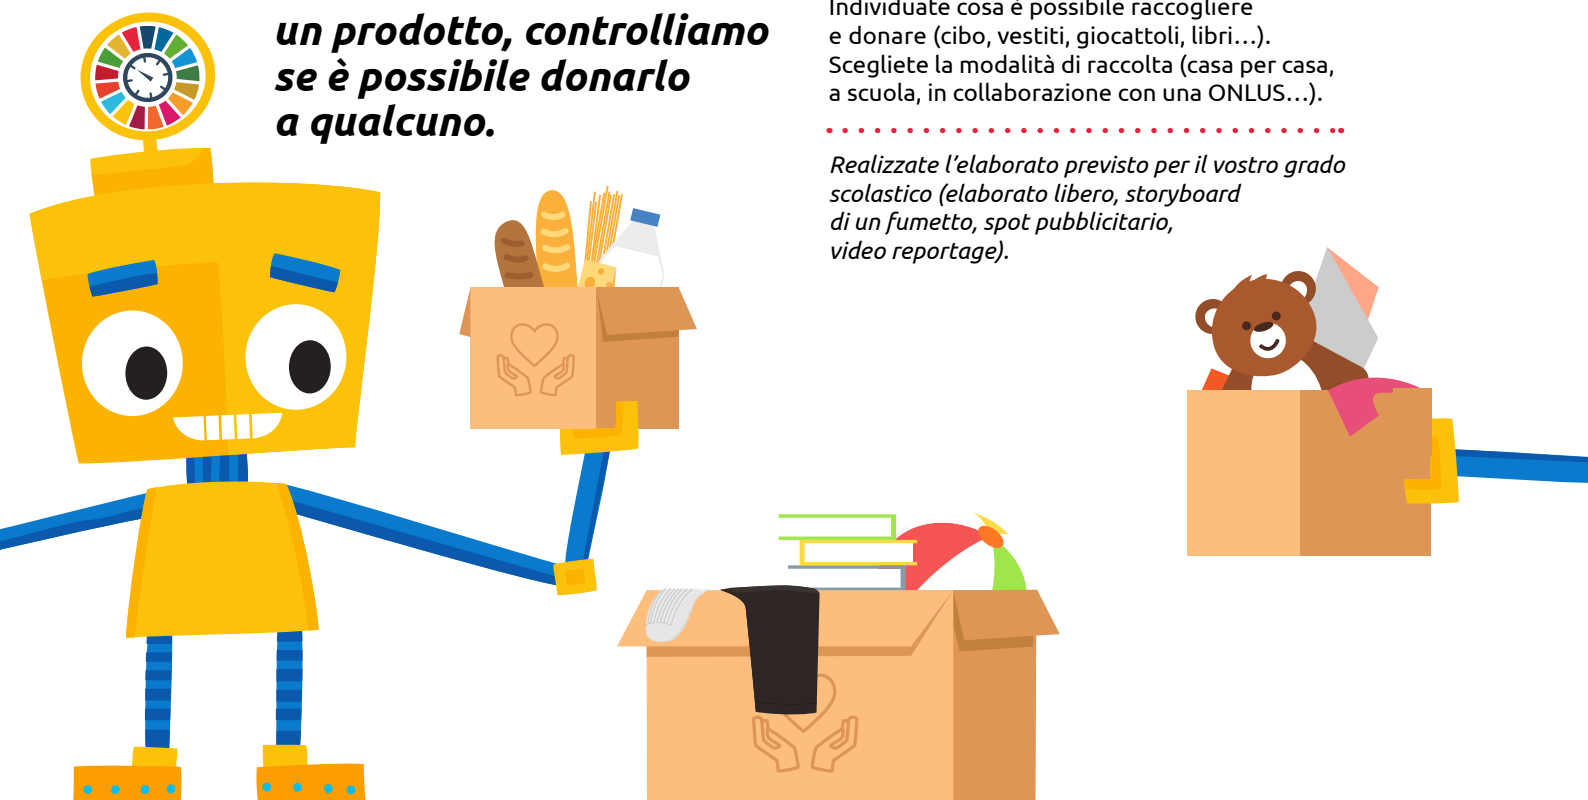 un prodotto, controlliamo
se è possibile donarlo
a qualcuno.
Individuate cosa è possibile raccogliere
e donare (cibo, vestiti, giocattoli, libri…).
Scegliete la modalità di raccolta (casa per casa,
a scuola, in collaborazione con una ONLUS…).
Realizzate l’elaborato previsto per il vostro grado
scolastico (elaborato libero, storyboard
di un fumetto, spot pubblicitario,
video reportage).